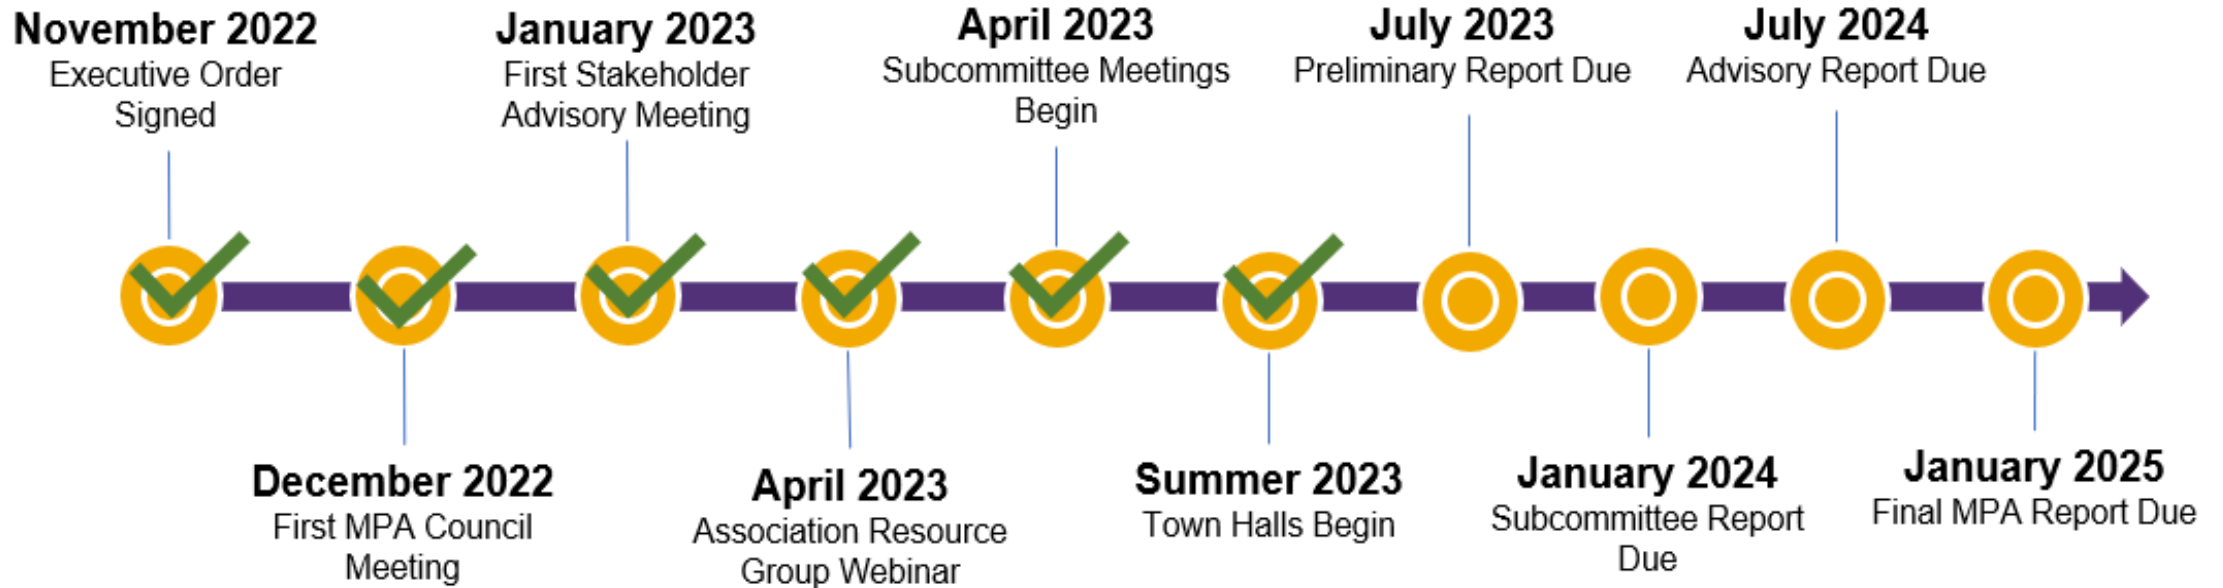 November 2022
Executive Order
Signed
December 2022
First MPA Council
Meeting
January 2023
First Stakeholder
Advisory Meeting
April 2023
Association Resource
Group Webinar
April 2023
Subcommittee Meetings
Begin
Summer 2023
Town Halls Begin
July 2023
Preliminary Report Due
January 2024
Subcommittee Report
Due
July 2024
Advisory Report Due
January 2025
Final MPA Report Due